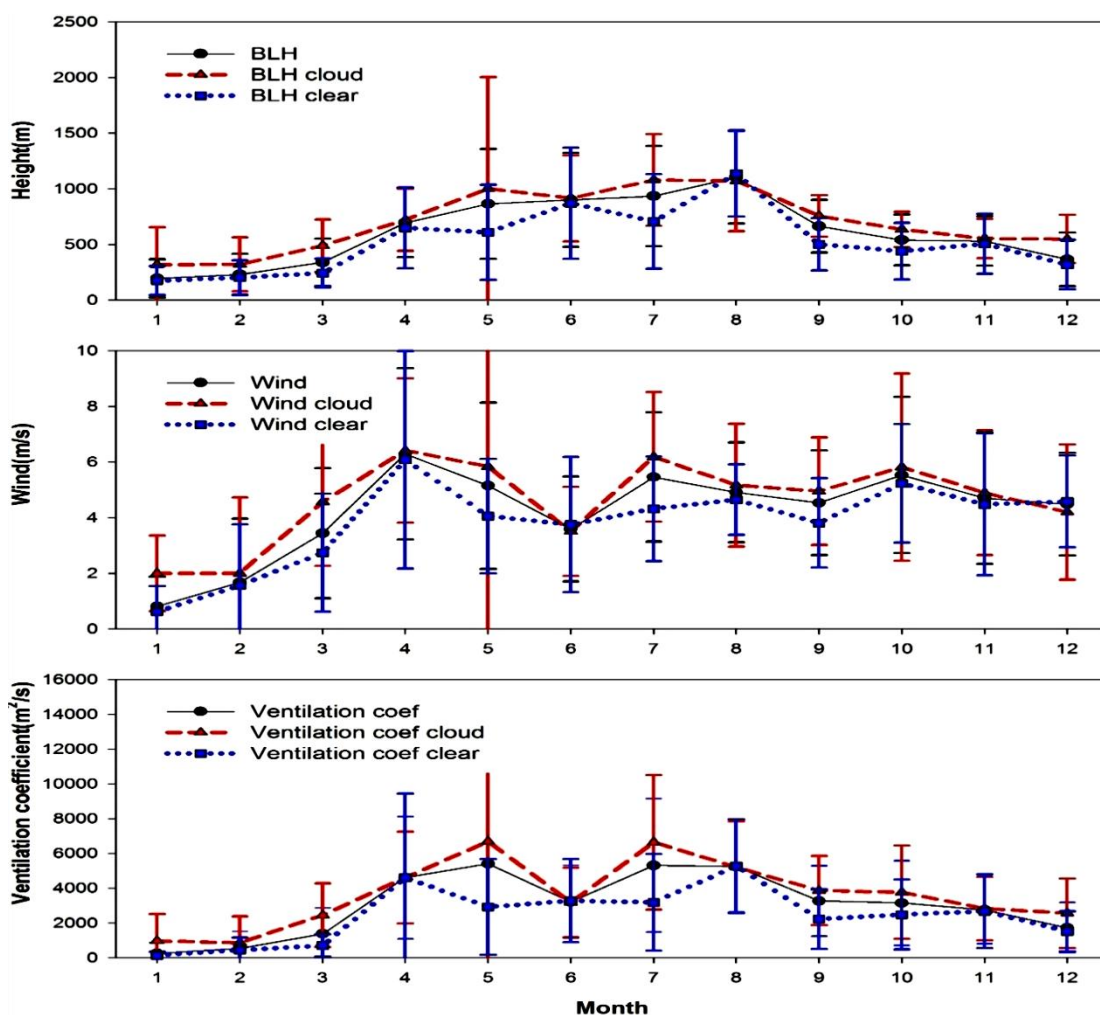 2500
2000
1500
1000
500
0
Height(m)
BLH
BLH cloud
BLH clear
1 2 3 4 5 6 7 8 9 10 11 12
10
8
6
4
2
0
Wind(m/s)
Wind
Wind cloud
Wind clear
1 2 3 4 5 6 7 8 9 10 11 12
16000
14000
12000
10000
8000
6000
4000
2000
0
Ventilation coefficient(m²/s)
Ventilation coef
Ventilation coef cloud
Ventilation coef clear
1 2 3 4 5 6 7 8 9 10 11 12
Month